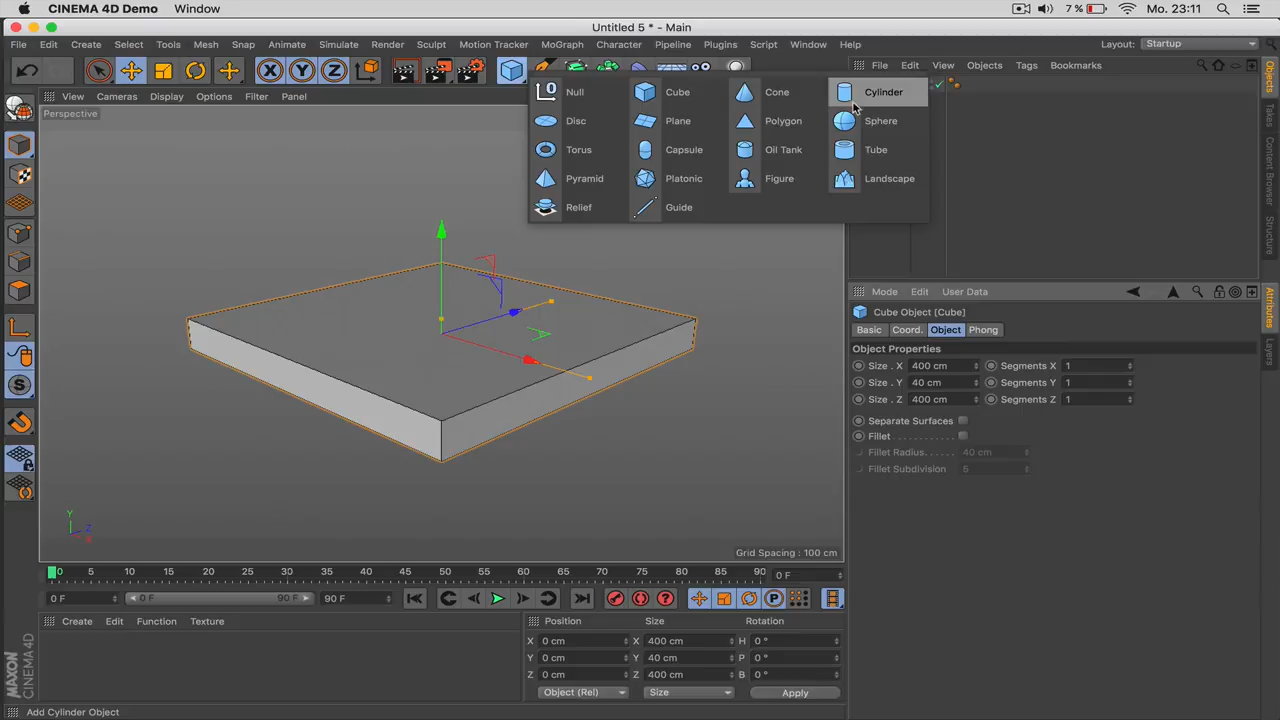 CINEMA 4D Demo Window
7 % Mo. 23:11
Untitled 5 * - Main
File Edit Create Select Tools Mesh Snap Animate Simulate Render Sculpt Motion Tracker MoGraph Character Pipeline Plugins Script Window Help
Layout: Startup
X Y Z
File Edit View Objects Tags Bookmarks
View Cameras Display Options Filter Panel
Perspective
Null Cube Cone Cylinder
Disc Plane Polygon Sphere
Torus Capsule Oil Tank Tube
Pyramid Platonic Figure Landscape
Relief Guide
Objects
Takes
Content Browser
Structure
Mode Edit User Data
Cube Object [Cube]
Basic Coord. Object Phong
Object Properties
Size . X 400 cm Segments X 1
Size . Y 40 cm Segments Y 1
Size . Z 400 cm Segments Z 1
Separate Surfaces
Fillet . . . . . . . . . . . .
Fillet Radius. . . . . . 40 cm
Fillet Subdivision 5
Attributes
Layers
Y Z X
Grid Spacing : 100 cm
0 5 10 15 20 25 30 35 40 45 50 55 60 65 70 75 80 85 90
0 F
0 F 0 F 90 F 90 F
Create Edit Function Texture
Position Size Rotation
X 0 cm X 400 cm H 0 °
Y 0 cm Y 40 cm P 0 °
Z 0 cm Z 400 cm B 0 °
Object (Rel) Size Apply
MAXON
CINEMA 4D
Add Cylinder Object